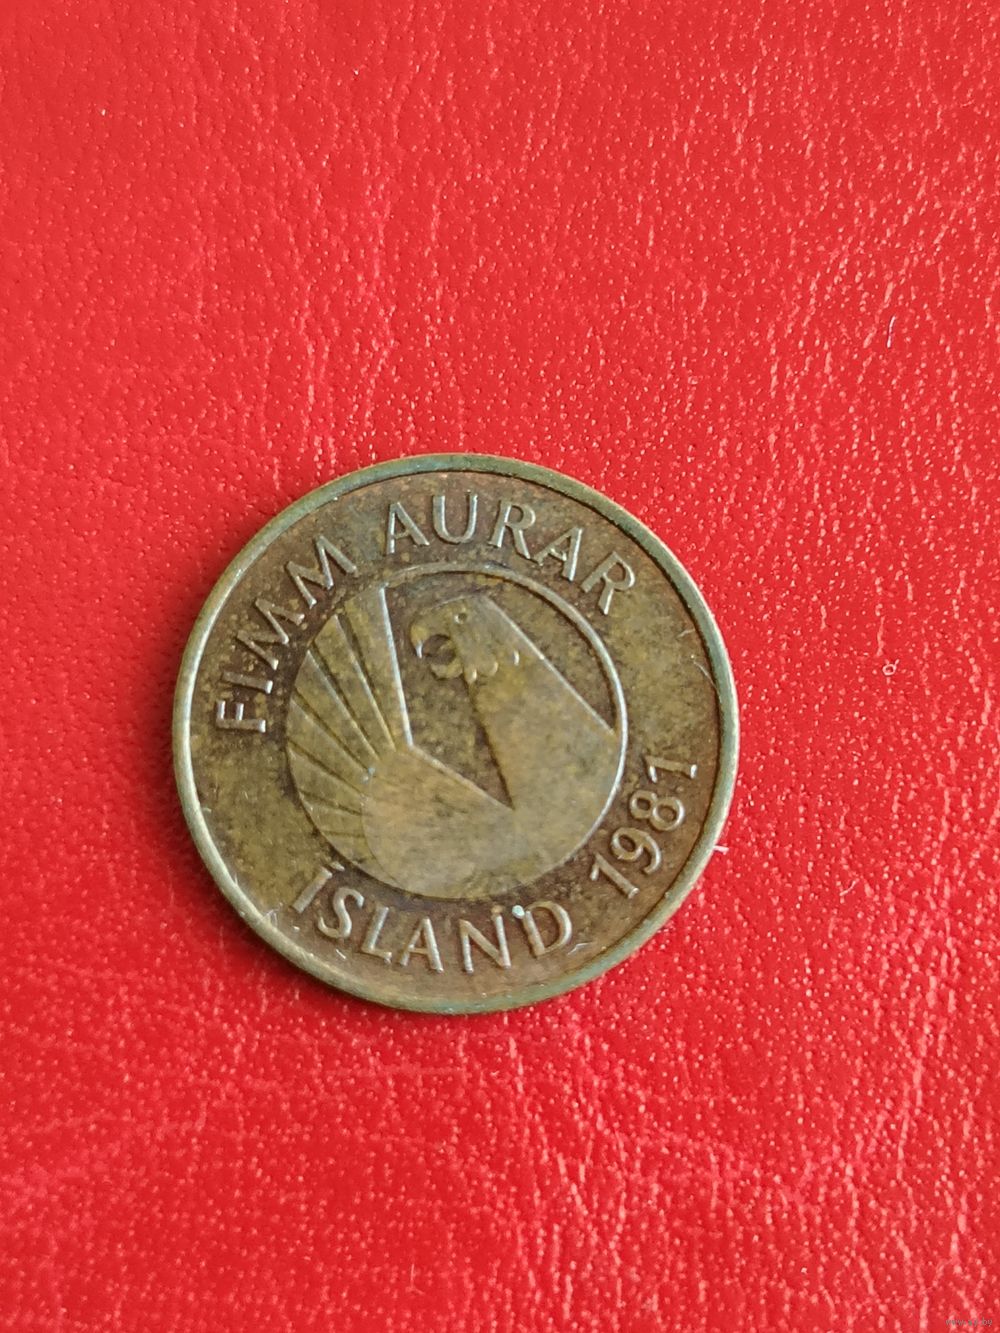 FIMM AURAR
ÍSLAND 1981